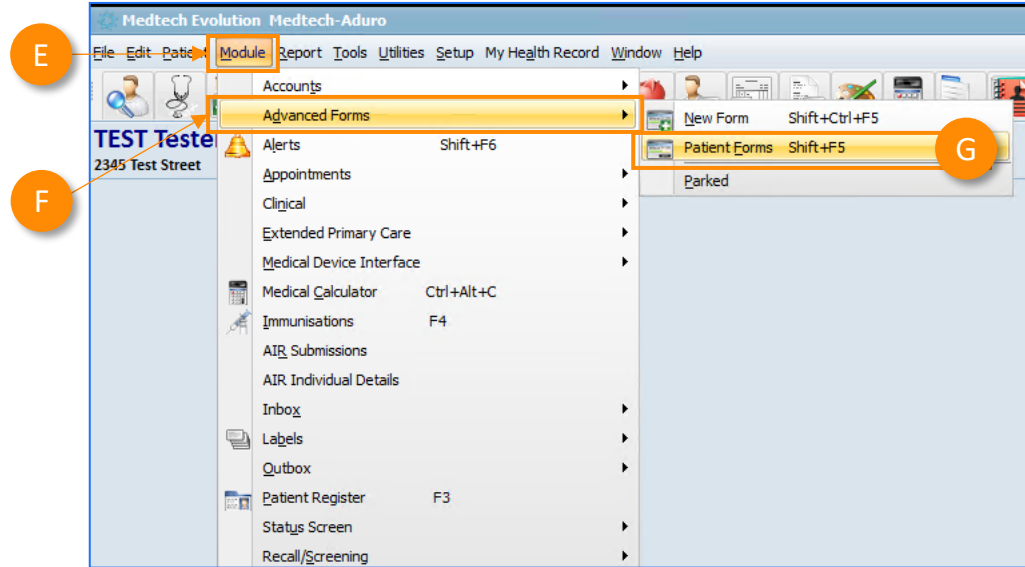 Medtech Evolution Medtech-Aduro
E
File Edit Patient Module Report Tools Utilities Setup My Health Record Window Help
Accounts
Advanced Forms
New Form Shift+Ctrl+F5
TEST Teste
Alerts Shift+F6
Patient Forms Shift+F5
G
2345 Test Street
Appointments
Parked
F
Clinical
Extended Primary Care
Medical Device Interface
Medical Calculator Ctrl+Alt+C
Immunisations F4
AIR Submissions
AIR Individual Details
Inbox
Labels
Outbox
Patient Register F3
Status Screen
Recall/Screening